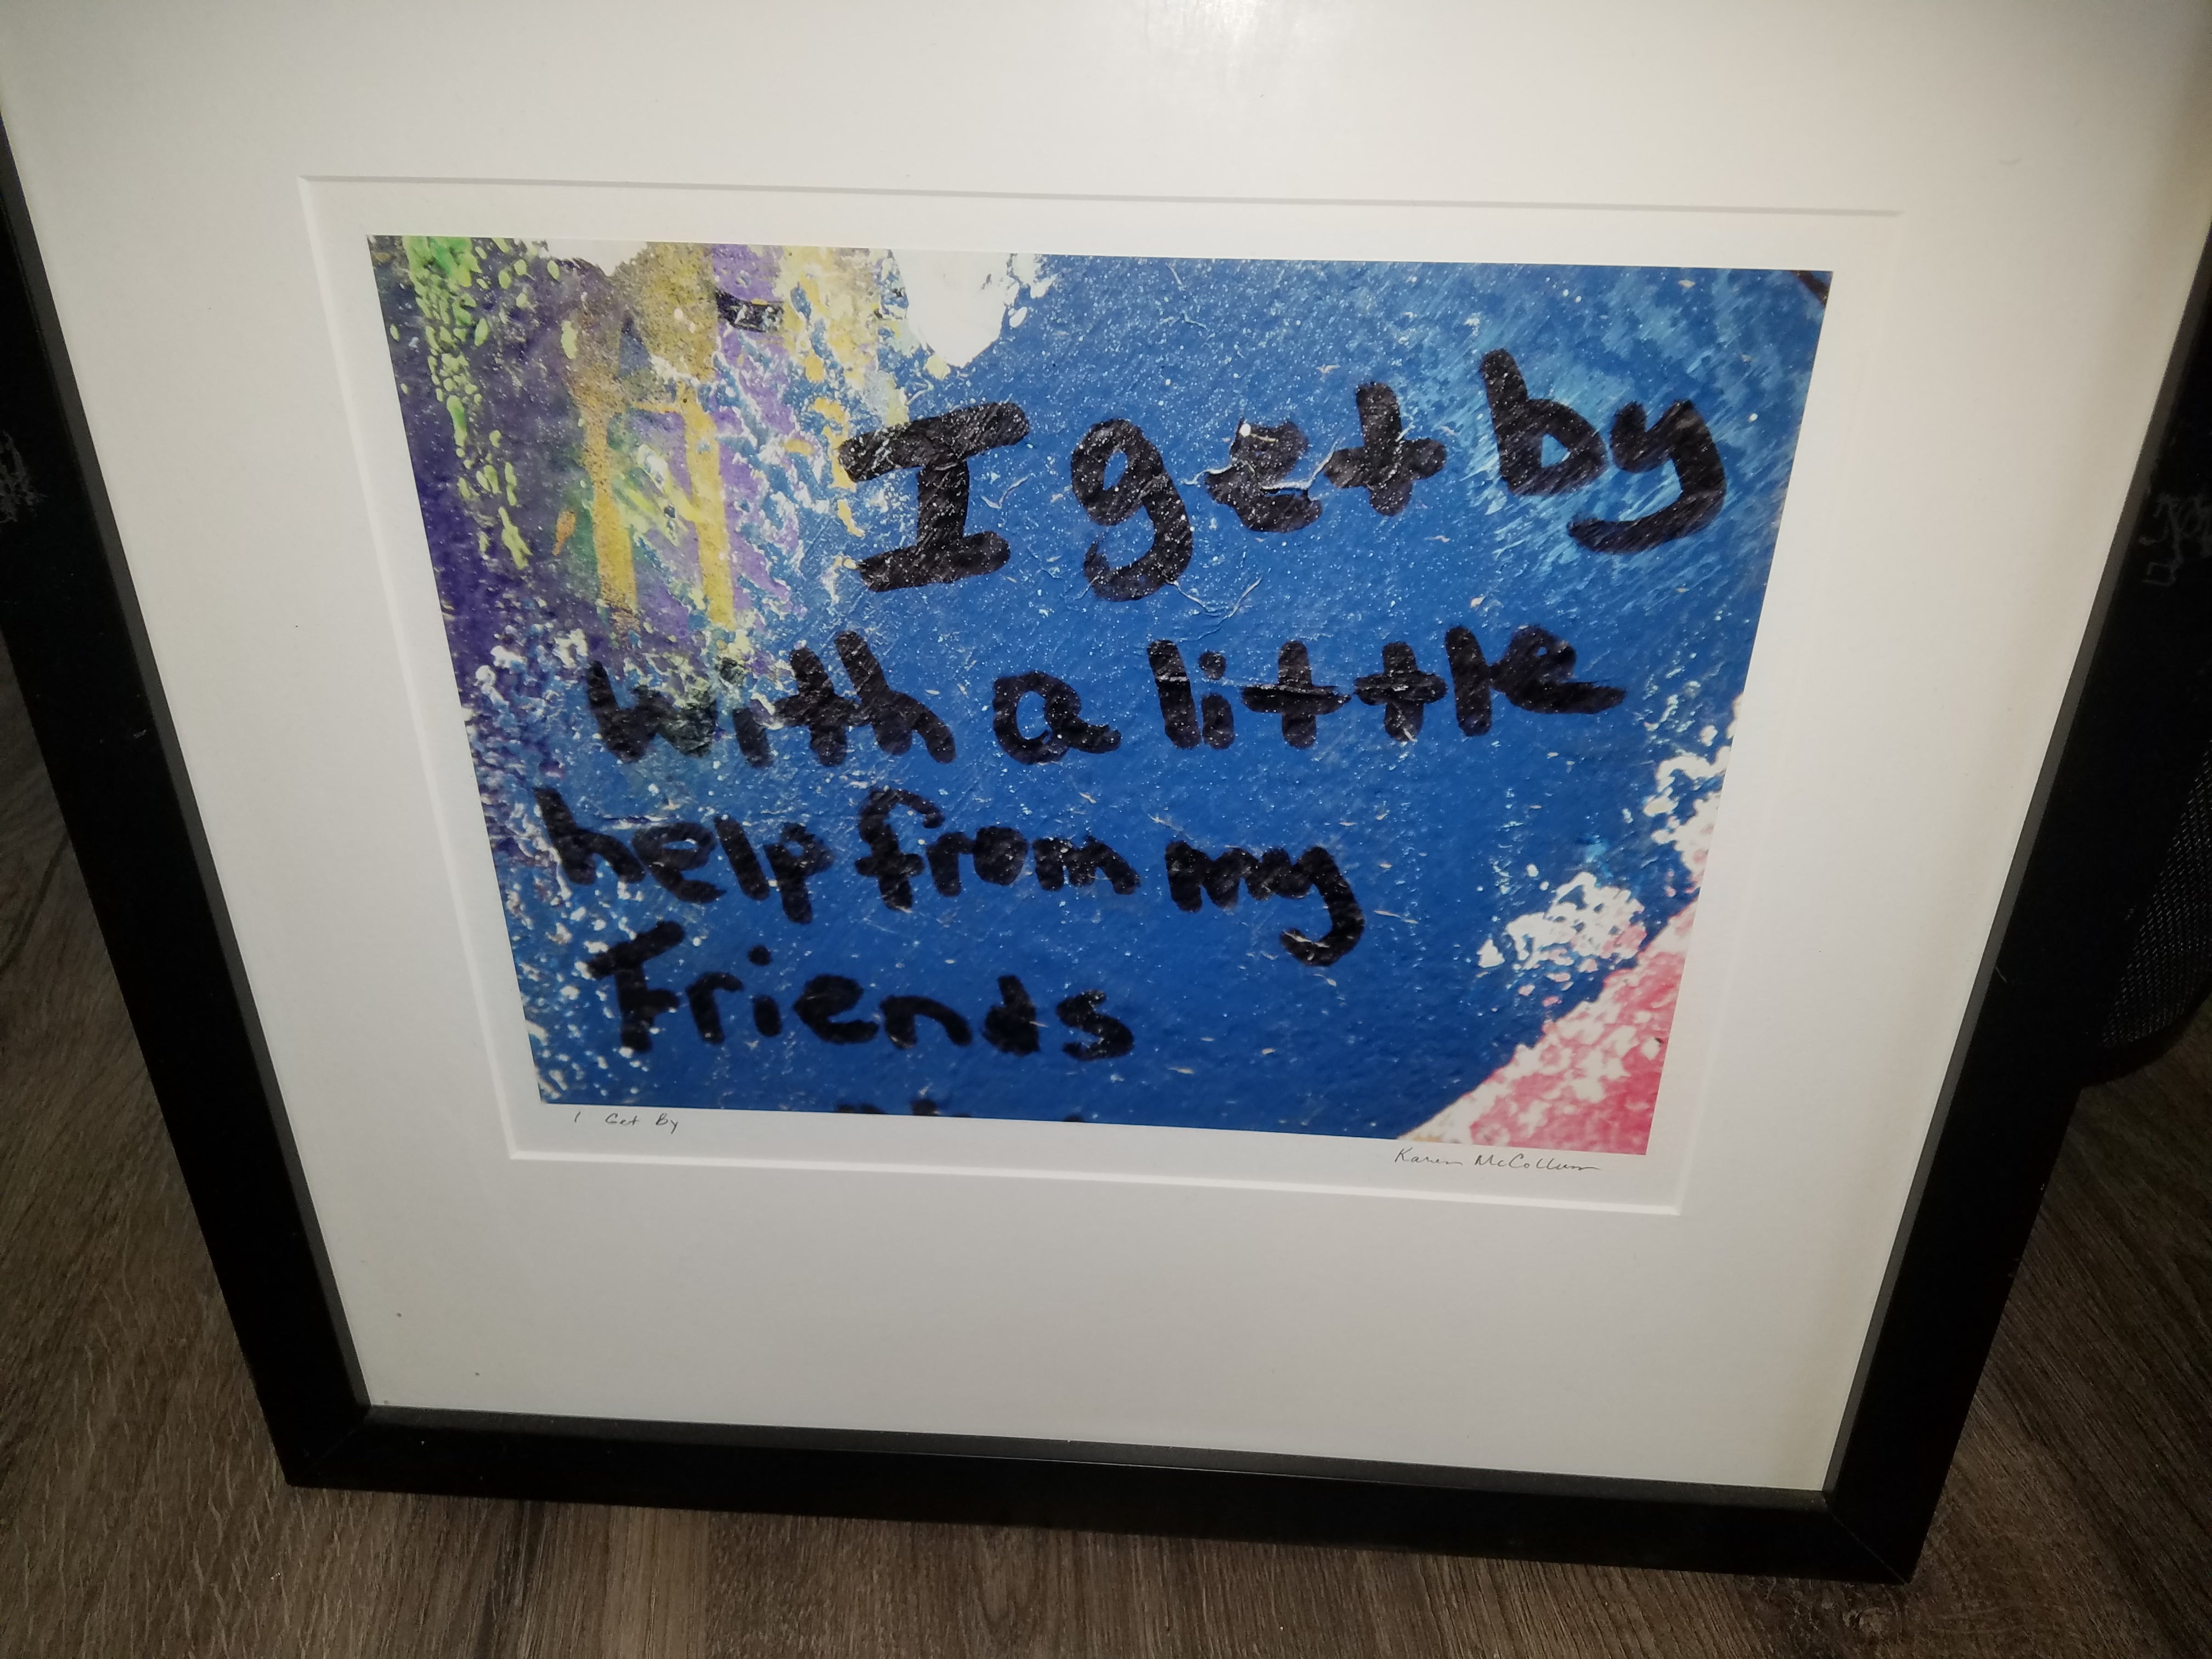 I get by
with a little
help from my
Friends
I Get By
Karen McCollum